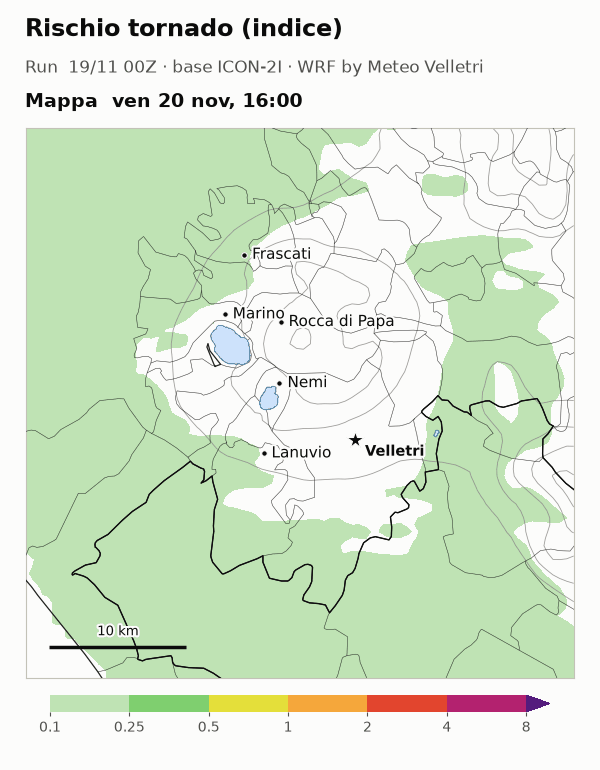 Rischio tornado (indice)
Run  19/11 00Z · base ICON-2I · WRF by Meteo Velletri
Mappa  ven 20 nov, 16:00
Frascati
Marino
Rocca di Papa
Nemi
Velletri
Lanuvio
10 km
0.1 0.25 0.5 1 2 4 8